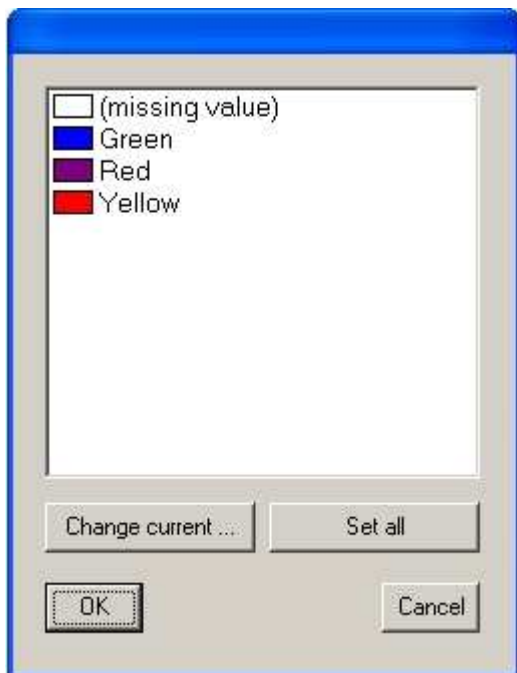 (missing value)
Green
Red
Yellow
Change current ...
Set all
OK
Cancel